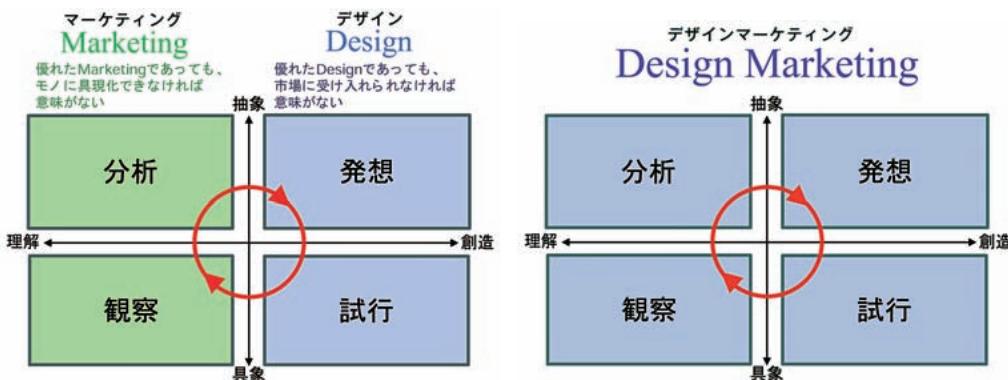 マーケティング
Marketing
優れたMarketingであっても、
モノに具現化できなければ
意味がない
デザイン
Design
優れたDesignであっても、
市場に受け入れられなければ
意味がない
抽象
分析
発想
理解
創造
観察
試行
具象
デザインマーケティング
Design Marketing
抽象
分析
発想
理解
創造
観察
試行
具象